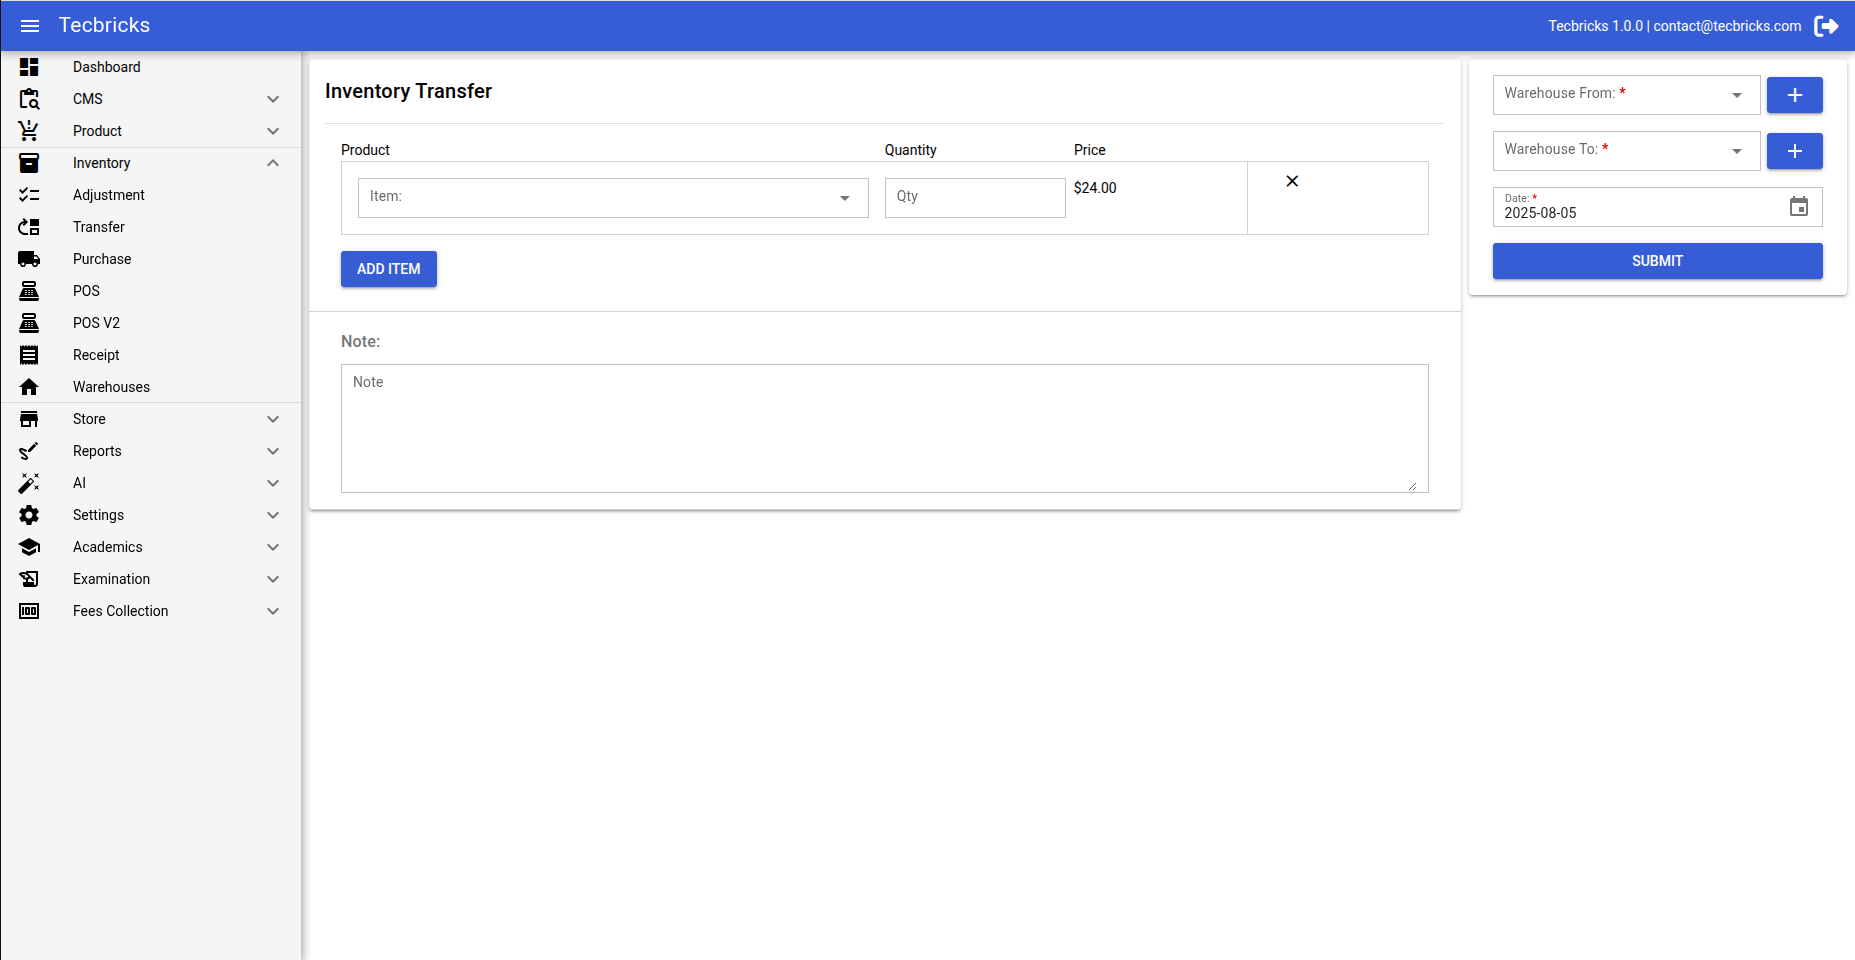 Tecbricks
Tecbricks 1.0.0 | contact@tecbricks.com
Dashboard
CMS
Product
Inventory
Adjustment
Transfer
Purchase
POS
POS V2
Receipt
Warehouses
Store
Reports
AI
Settings
Academics
Examination
Fees Collection
Inventory Transfer
Product Quantity Price
Item: Qty $24.00
ADD ITEM
Note:
Note
Warehouse From: *
Warehouse To: *
Date: *
2025-08-05
SUBMIT